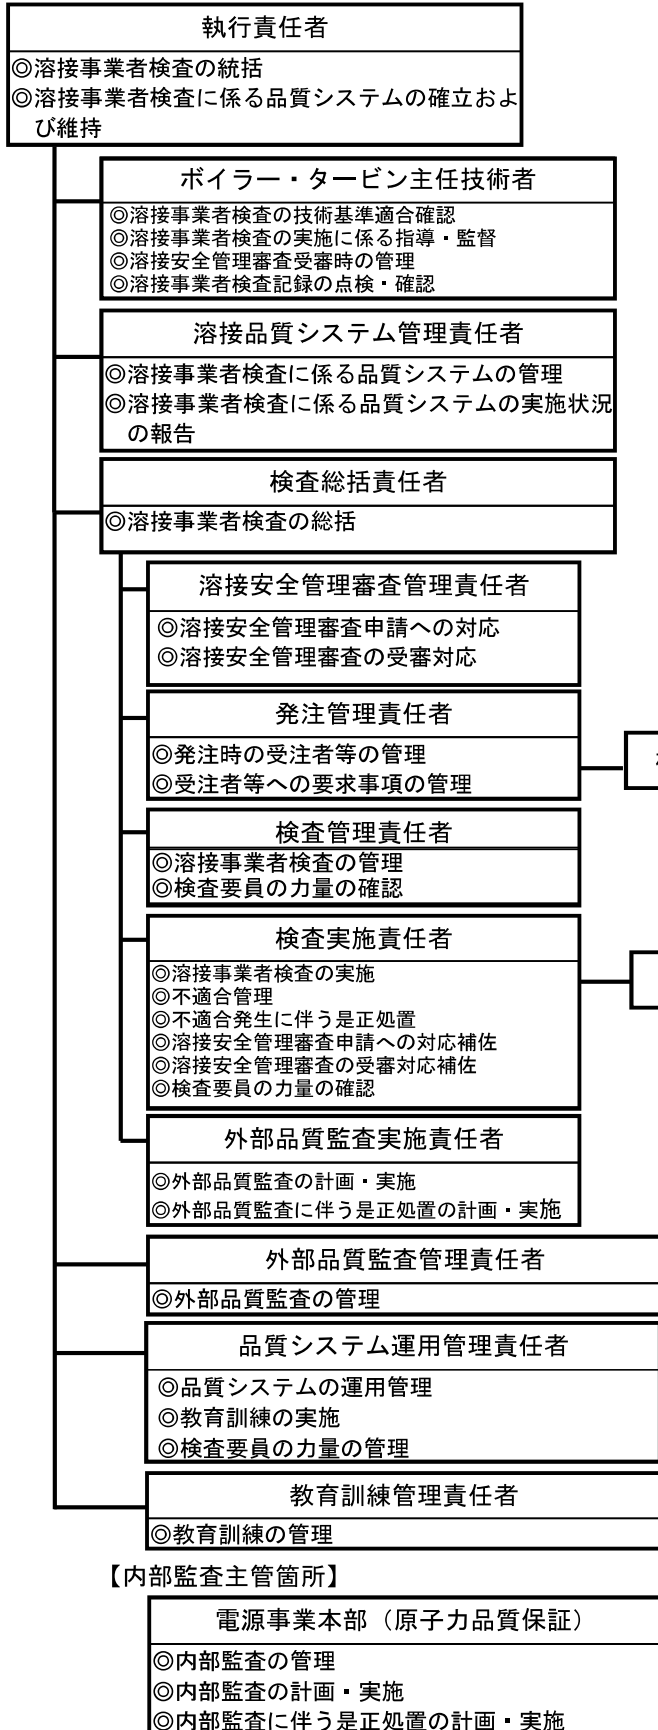 執行責任者
◎溶接事業者検査の統括
◎溶接事業者検査に係る品質システムの確立およ
び維持
ボイラー・タービン主任技術者
◎溶接事業者検査の技術基準適合確認
◎溶接事業者検査の実施に係る指導・監督
◎溶接安全管理審査受審時の管理
◎溶接事業者検査記録の点検・確認
溶接品質システム管理責任者
◎溶接事業者検査に係る品質システムの管理
◎溶接事業者検査に係る品質システムの実施状況
の報告
検査総括責任者
◎溶接事業者検査の総括
溶接安全管理審査管理責任者
◎溶接安全管理審査申請への対応
◎溶接安全管理審査の受審対応
発注管理責任者
◎発注時の受注者等の管理
◎受注者等への要求事項の管理
検査管理責任者
◎溶接事業者検査の管理
◎検査要員の力量の確認
検査実施責任者
◎溶接事業者検査の実施
◎不適合管理
◎不適合発生に伴う是正処置
◎溶接安全管理審査申請への対応補佐
◎溶接安全管理審査の受審対応補佐
◎検査要員の力量の確認
外部品質監査実施責任者
◎外部品質監査の計画・実施
◎外部品質監査に伴う是正処置の計画・実施
外部品質監査管理責任者
◎外部品質監査の管理
品質システム運用管理責任者
◎品質システムの運用管理
◎教育訓練の実施
◎検査要員の力量の管理
教育訓練管理責任者
◎教育訓練の管理
【内部監査主管箇所】
電源事業本部（原子力品質保証）
◎内部監査の管理
◎内部監査の計画・実施
◎内部監査に伴う是正処置の計画・実施